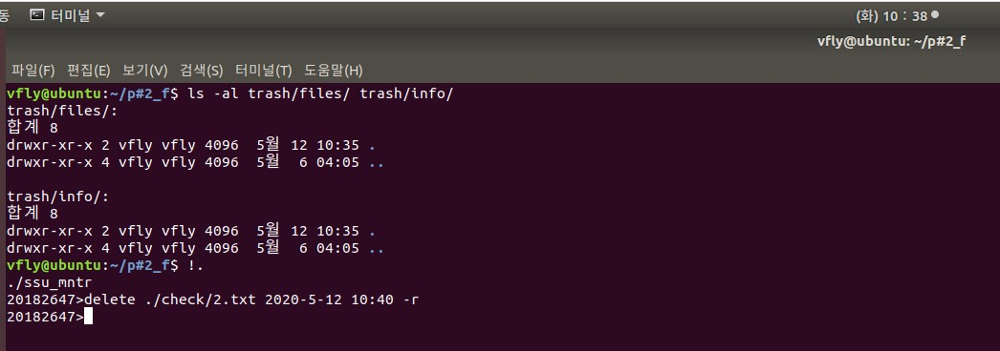 동 터미널 (화) 10 : 38
vfly@ubuntu: ~/p#2_f
파일(F) 편집(E) 보기(V) 검색(S) 터미널(T) 도움말(H)
vfly@ubuntu:~/p#2_f$ ls -al trash/files/ trash/info/
trash/files/:
합계 8
drwxr-xr-x 2 vfly vfly 4096  5월 12 10:35 .
drwxr-xr-x 4 vfly vfly 4096  5월  6 04:05 ..
trash/info/:
합계 8
drwxr-xr-x 2 vfly vfly 4096  5월 12 10:35 .
drwxr-xr-x 4 vfly vfly 4096  5월  6 04:05 ..
vfly@ubuntu:~/p#2_f$ !.
./ssu_mntr
20182647>delete ./check/2.txt 2020-5-12 10:40 -r
20182647>